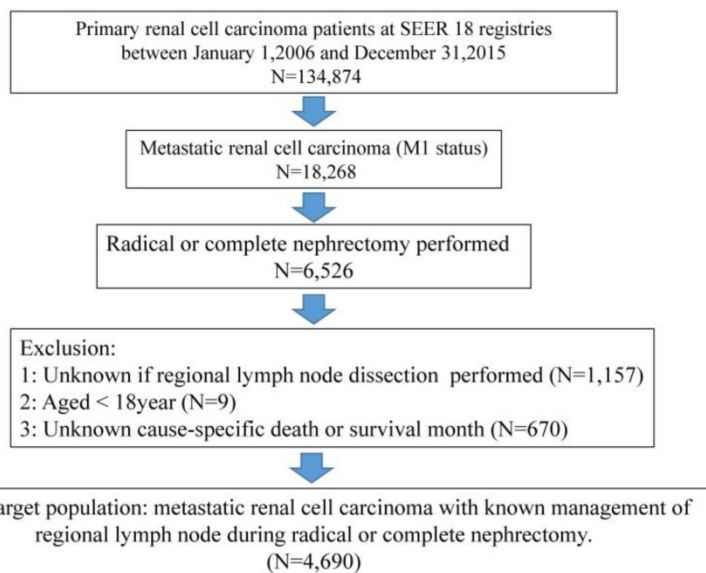 Primary renal cell carcinoma patients at SEER 18 registries
between January 1,2006 and December 31,2015
N=134,874
Metastatic renal cell carcinoma (M1 status)
N=18,268
Radical or complete nephrectomy performed
N=6,526
Exclusion:
1: Unknown if regional lymph node dissection performed (N=1,157)
2: Aged < 18year (N=9)
3: Unknown cause-specific death or survival month (N=670)
arget population: metastatic renal cell carcinoma with known management of
regional lymph node during radical or complete nephrectomy.
(N=4,690)